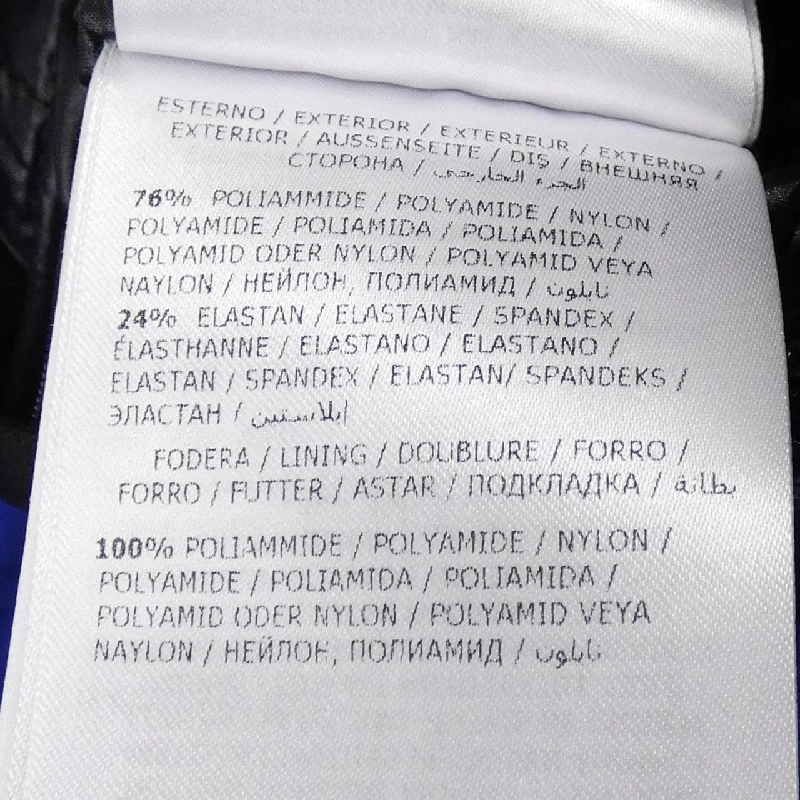 ESTERNO / EXTERIOR / EXTERIEUR / EXTERNO /
EXTERIOR / AUSSENSEITE / DIŞ / ВНЕШНЯЯ
СТОРОНА / الجزء الخارجي
76% POLIAMMIDE / POLYAMIDE / NYLON /
POLYAMIDE / POLIAMIDA / POLIAMIDA /
POLYAMID ODER NYLON / POLYAMID VEYA
NAYLON / НЕЙЛОН, ПОЛИАМИД / نايلون
24% ELASTAN / ELASTANE / SPANDEX /
ÉLASTHANNE / ELASTANO / ELASTANO /
ELASTAN / SPANDEX / ELASTAN/ SPANDEKS /
ЭЛАСТАН / إيلاستين
FODERA / LINING / DOUBLURE / FORRO /
FORRO / FUTTER / ASTAR / ПОДКЛАДКА / بطانة
100% POLIAMMIDE / POLYAMIDE / NYLON /
POLYAMIDE / POLIAMIDA / POLIAMIDA /
POLYAMID ODER NYLON / POLYAMID VEYA
NAYLON / НЕЙЛОН, ПОЛИАМИД / نايلون